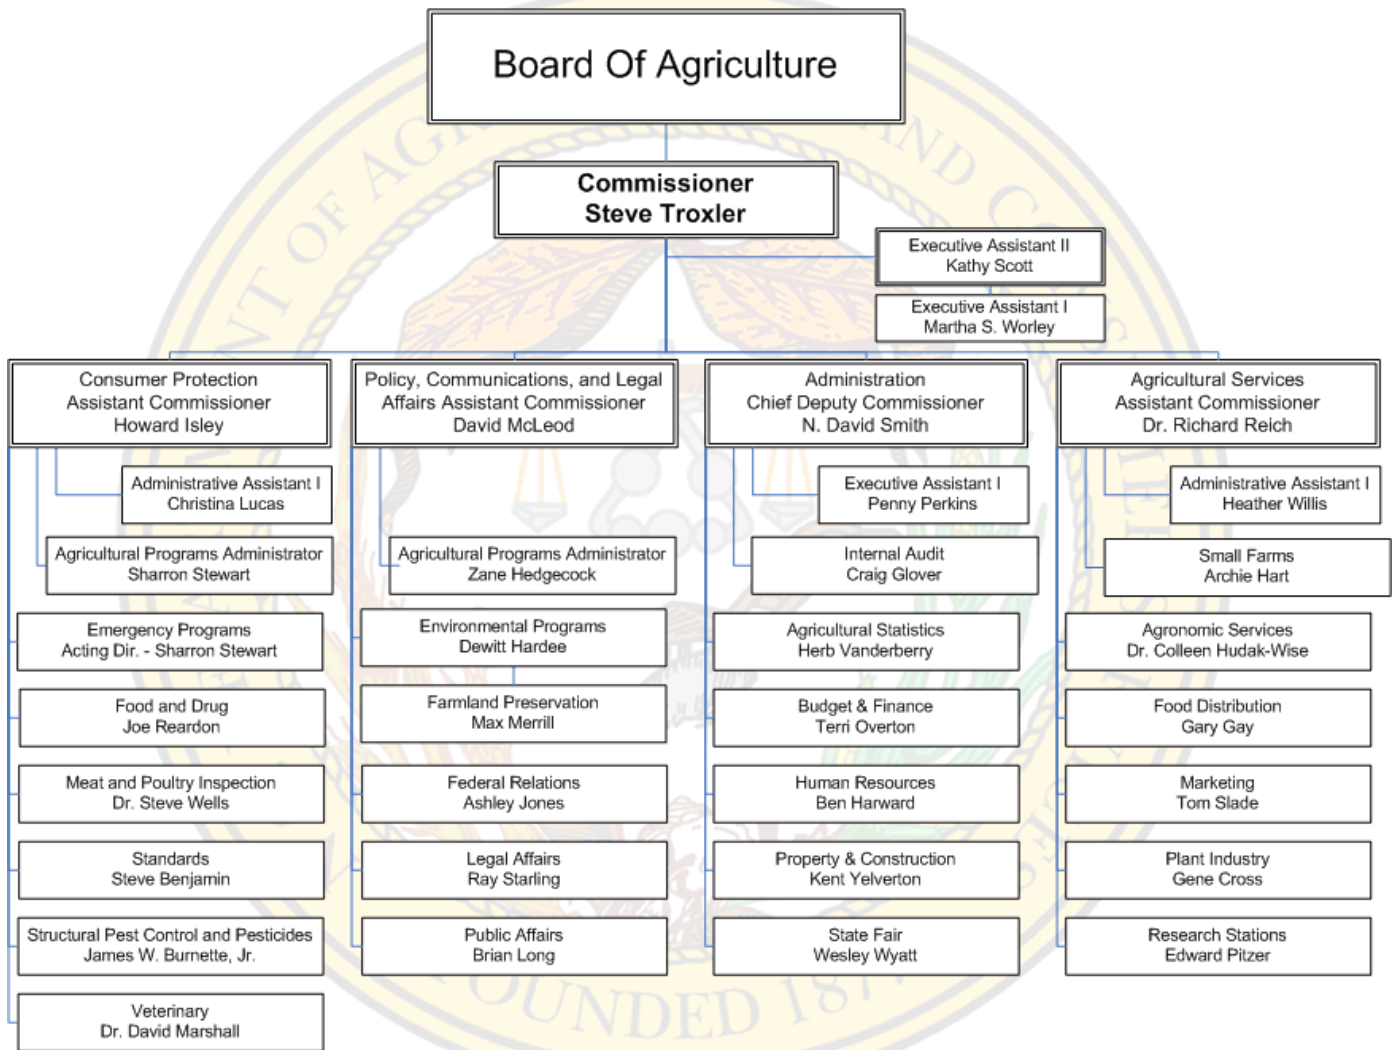 Board Of Agriculture
Commissioner
Steve Troxler
Executive Assistant II
Kathy Scott
Executive Assistant I
Martha S. Worley
Consumer Protection
Assistant Commissioner
Howard Isley
Administrative Assistant I
Christina Lucas
Agricultural Programs Administrator
Sharron Stewart
Emergency Programs
Acting Dir. - Sharron Stewart
Food and Drug
Joe Reardon
Meat and Poultry Inspection
Dr. Steve Wells
Standards
Steve Benjamin
Structural Pest Control and Pesticides
James W. Burnette, Jr.
Veterinary
Dr. David Marshall
Policy, Communications, and Legal
Affairs Assistant Commissioner
David McLeod
Agricultural Programs Administrator
Zane Hedgecock
Environmental Programs
Dewitt Hardee
Farmland Preservation
Max Merrill
Federal Relations
Ashley Jones
Legal Affairs
Ray Starling
Public Affairs
Brian Long
Administration
Chief Deputy Commissioner
N. David Smith
Executive Assistant I
Penny Perkins
Internal Audit
Craig Glover
Agricultural Statistics
Herb Vanderberry
Budget & Finance
Terri Overton
Human Resources
Ben Harward
Property & Construction
Kent Yelverton
State Fair
Wesley Wyatt
Agricultural Services
Assistant Commissioner
Dr. Richard Reich
Administrative Assistant I
Heather Willis
Small Farms
Archie Hart
Agronomic Services
Dr. Colleen Hudak-Wise
Food Distribution
Gary Gay
Marketing
Tom Slade
Plant Industry
Gene Cross
Research Stations
Edward Pitzer